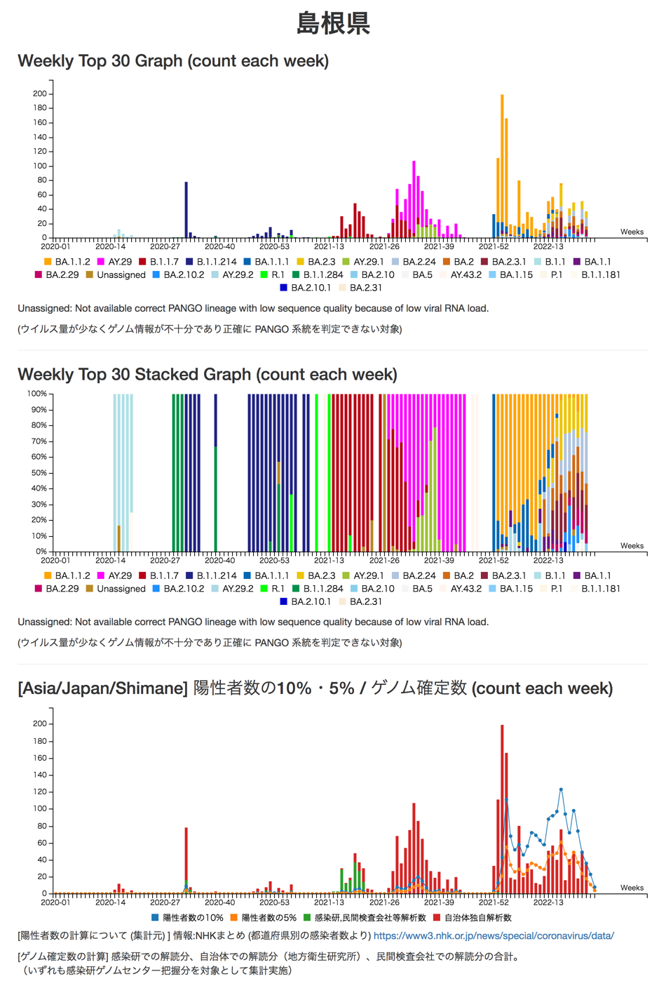 島根県
Weekly Top 30 Graph (count each week)
200
180
160
140
120
100
80
60
40
20
0
Weeks
2020-01 2020-14 2020-27 2020-40 2020-53 2021-13 2021-26 2021-39 2021-52 2022-13
BA.1.1.2 AY.29 B.1.1.7 B.1.1.214 BA.1.1.1 BA.2.3 AY.29.1 BA.2.24 BA.2 BA.2.3.1 B.1.1 BA.1.1
BA.2.29 Unassigned BA.2.10.2 AY.29.2 R.1 B.1.1.284 BA.2.10 BA.5 AY.43.2 BA.1.15 P.1 B.1.1.181
BA.2.10.1 BA.2.31
Unassigned: Not available correct PANGO lineage with low sequence quality because of low viral RNA load.
(ウイルス量が少なくゲノム情報が不十分であり正確に PANGO 系統を判定できない対象)
Weekly Top 30 Stacked Graph (count each week)
100%
90%
80%
70%
60%
50%
40%
30%
20%
10%
0%
Weeks
2020-01 2020-14 2020-27 2020-40 2020-53 2021-13 2021-26 2021-39 2021-52 2022-13
BA.1.1.2 AY.29 B.1.1.7 B.1.1.214 BA.1.1.1 BA.2.3 AY.29.1 BA.2.24 BA.2 BA.2.3.1 B.1.1 BA.1.1
BA.2.29 Unassigned BA.2.10.2 AY.29.2 R.1 B.1.1.284 BA.2.10 BA.5 AY.43.2 BA.1.15 P.1 B.1.1.181
BA.2.10.1 BA.2.31
Unassigned: Not available correct PANGO lineage with low sequence quality because of low viral RNA load.
(ウイルス量が少なくゲノム情報が不十分であり正確に PANGO 系統を判定できない対象)
[Asia/Japan/Shimane] 陽性者数の10%・5% / ゲノム確定数 (count each week)
200
180
160
140
120
100
80
60
40
20
0
Weeks
2020-01 2020-14 2020-27 2020-40 2020-53 2021-13 2021-26 2021-39 2021-52 2022-13
陽性者数の10% 陽性者数の5% 感染研,民間検査会社等解析数 自治体独自解析数
[陽性者数の計算について (集計元) ] 情報:NHKまとめ (都道府県別の感染者数より) https://www3.nhk.or.jp/news/special/coronavirus/data/
[ゲノム確定数の計算] 感染研での解読分、自治体での解読分（地方衛生研究所）、民間検査会社での解読分の合計。
（いずれも感染研ゲノムセンター把握分を対象として集計実施）